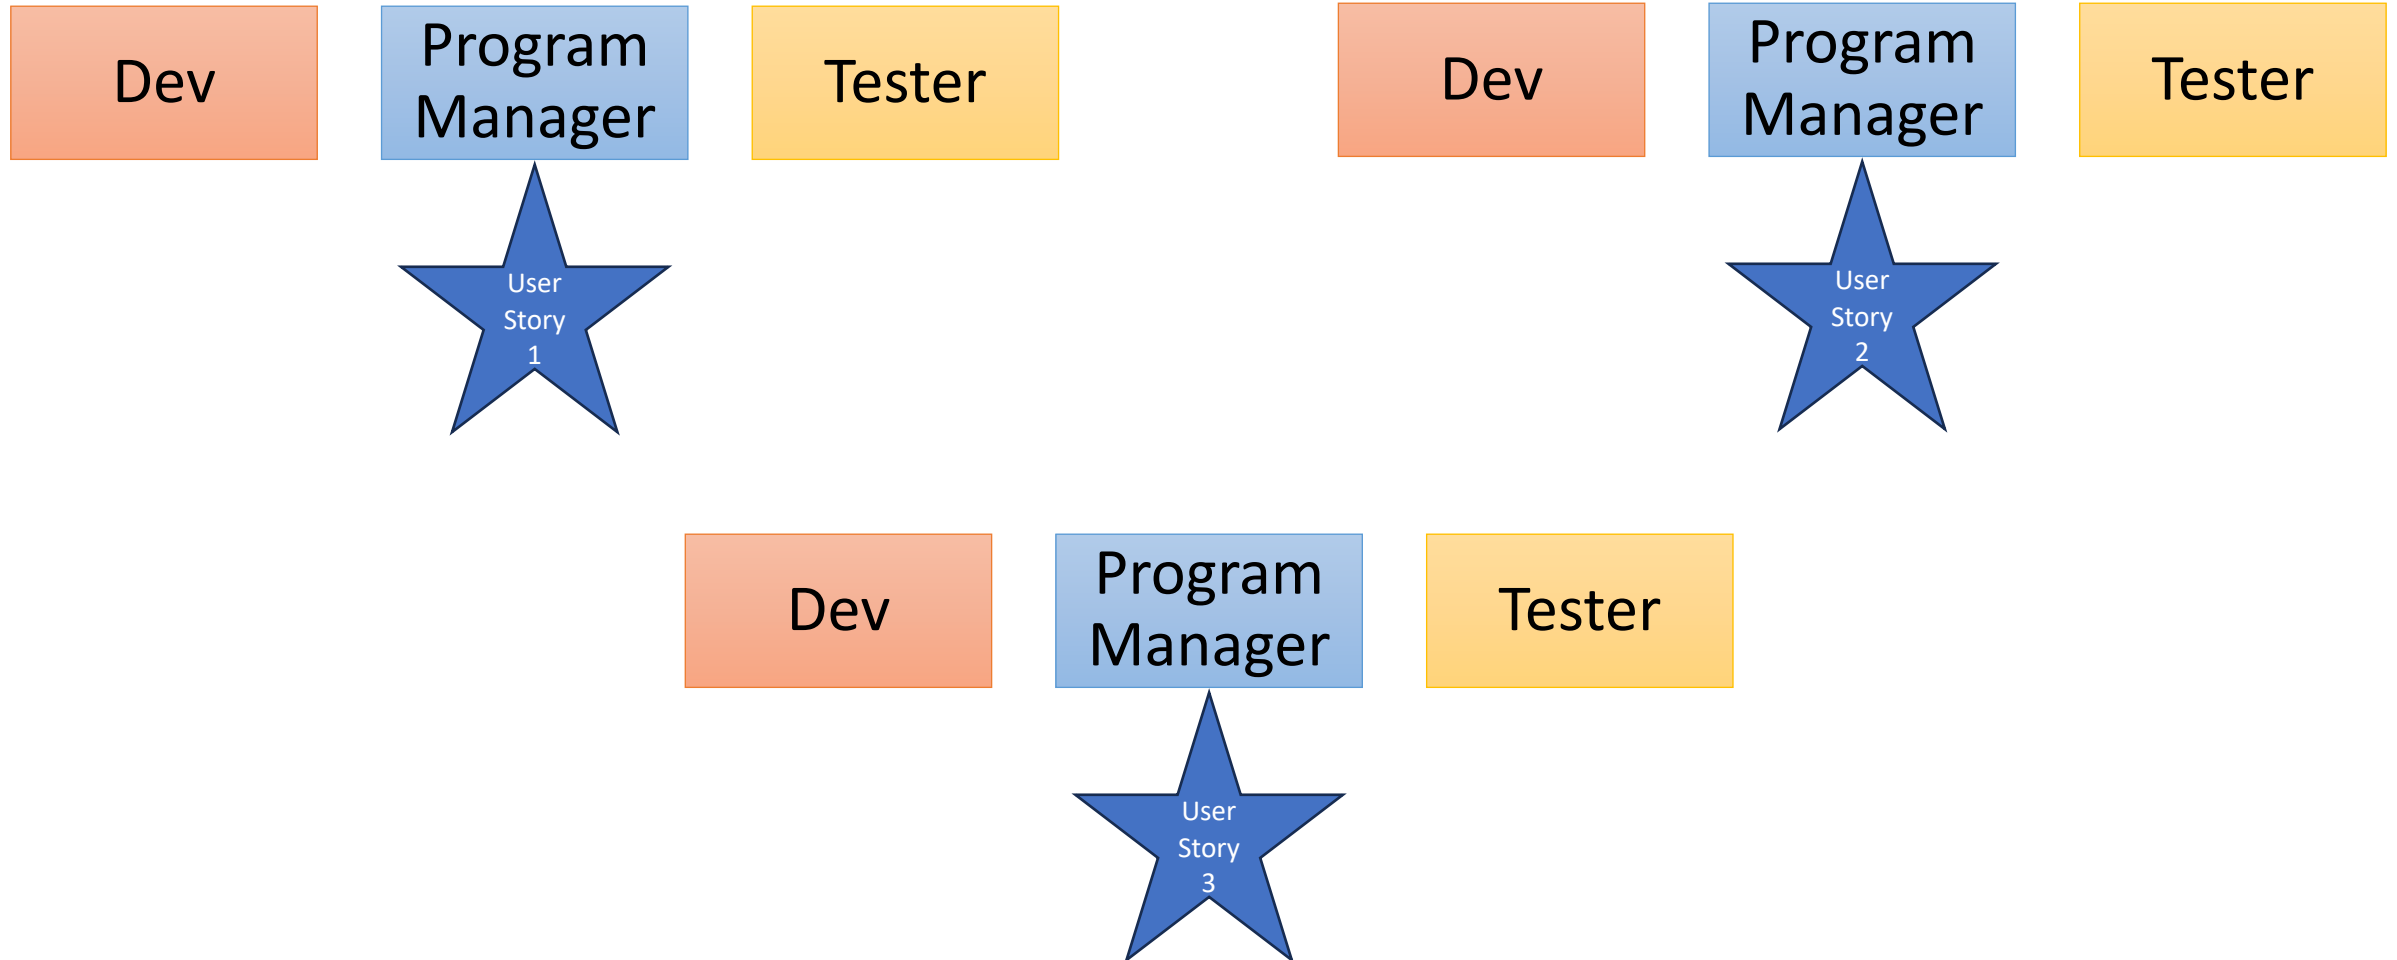 Dev
Program
Manager
Tester
User
Story
1
Dev
Program
Manager
Tester
User
Story
2
Dev
Program
Manager
Tester
User
Story
3